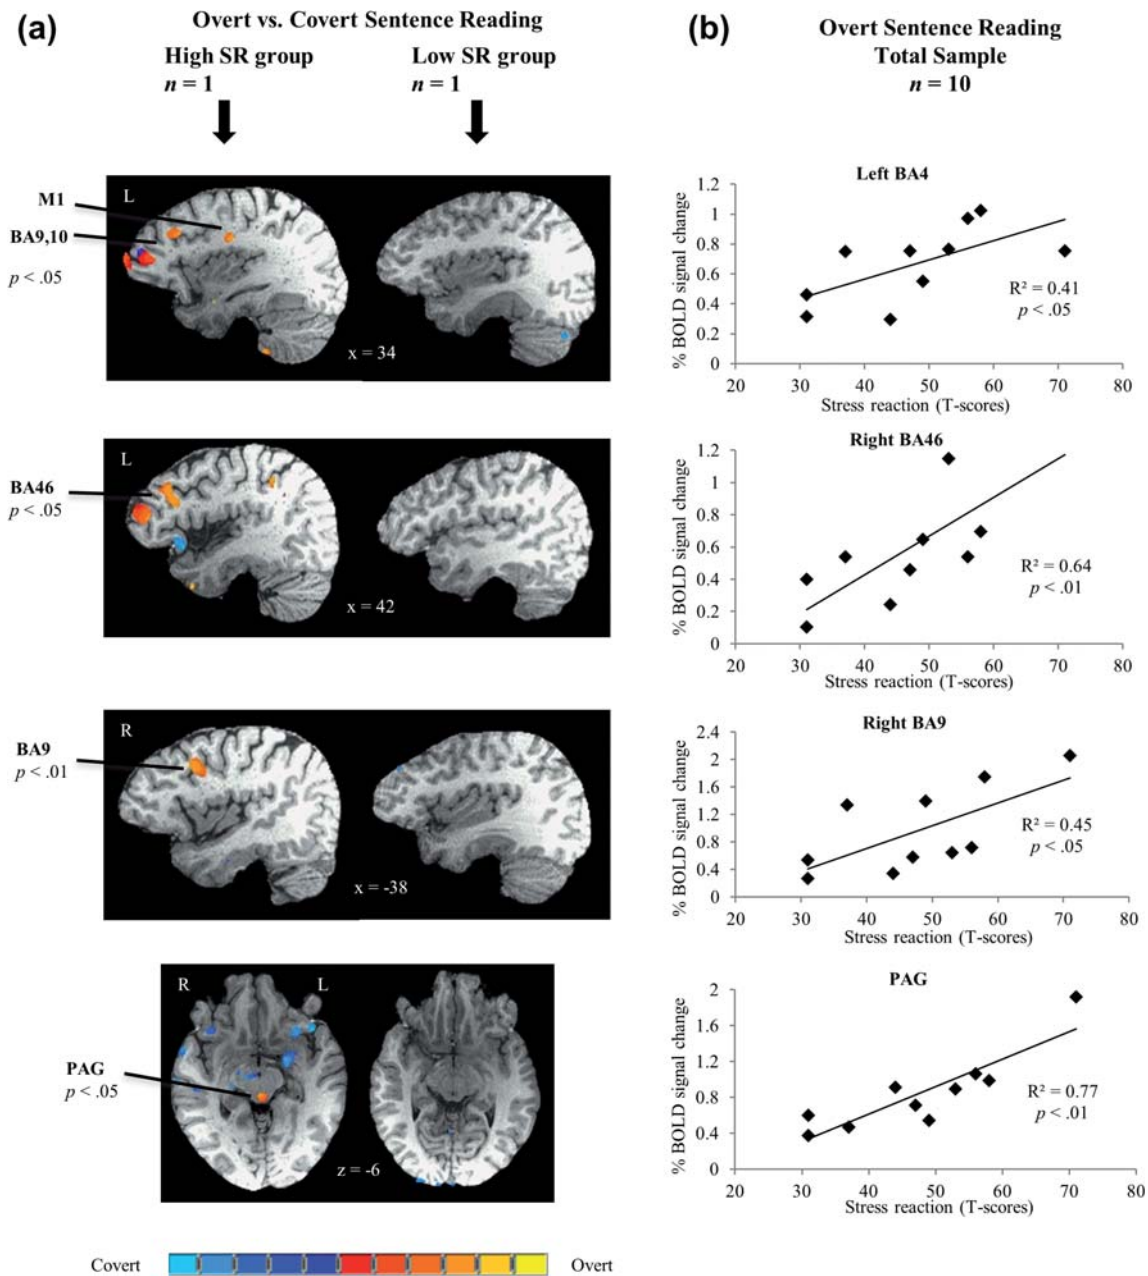 (a)
Overt vs. Covert Sentence Reading
High SR group
n = 1
Low SR group
n = 1
L
M1
BA9,10
p < .05
x = 34
L
BA46
p < .05
x = 42
R
BA9
p < .01
x = -38
R
L
PAG
p < .05
z = -6
Covert
Overt
(b)
Overt Sentence Reading
Total Sample
n = 10
Left BA4
% BOLD signal change
1.2
1
0.8
0.6
0.4
0.2
0
R² = 0.41
p < .05
20 30 40 50 60 70 80
Stress reaction (T-scores)
Right BA46
% BOLD signal change
1.2
0.8
0.4
0.2
0
R² = 0.64
p < .01
20 30 40 50 60 70 80
Stress reaction (T-scores)
Right BA9
% BOLD signal change
2.4
2
1.6
1.2
0.8
0.4
0
R² = 0.45
p < .05
20 30 40 50 60 70 80
Stress reaction (T-scores)
PAG
% BOLD signal change
2
1.6
1.2
0.8
0.4
0
R² = 0.77
p < .01
20 30 40 50 60 70 80
Stress reaction (T-scores)